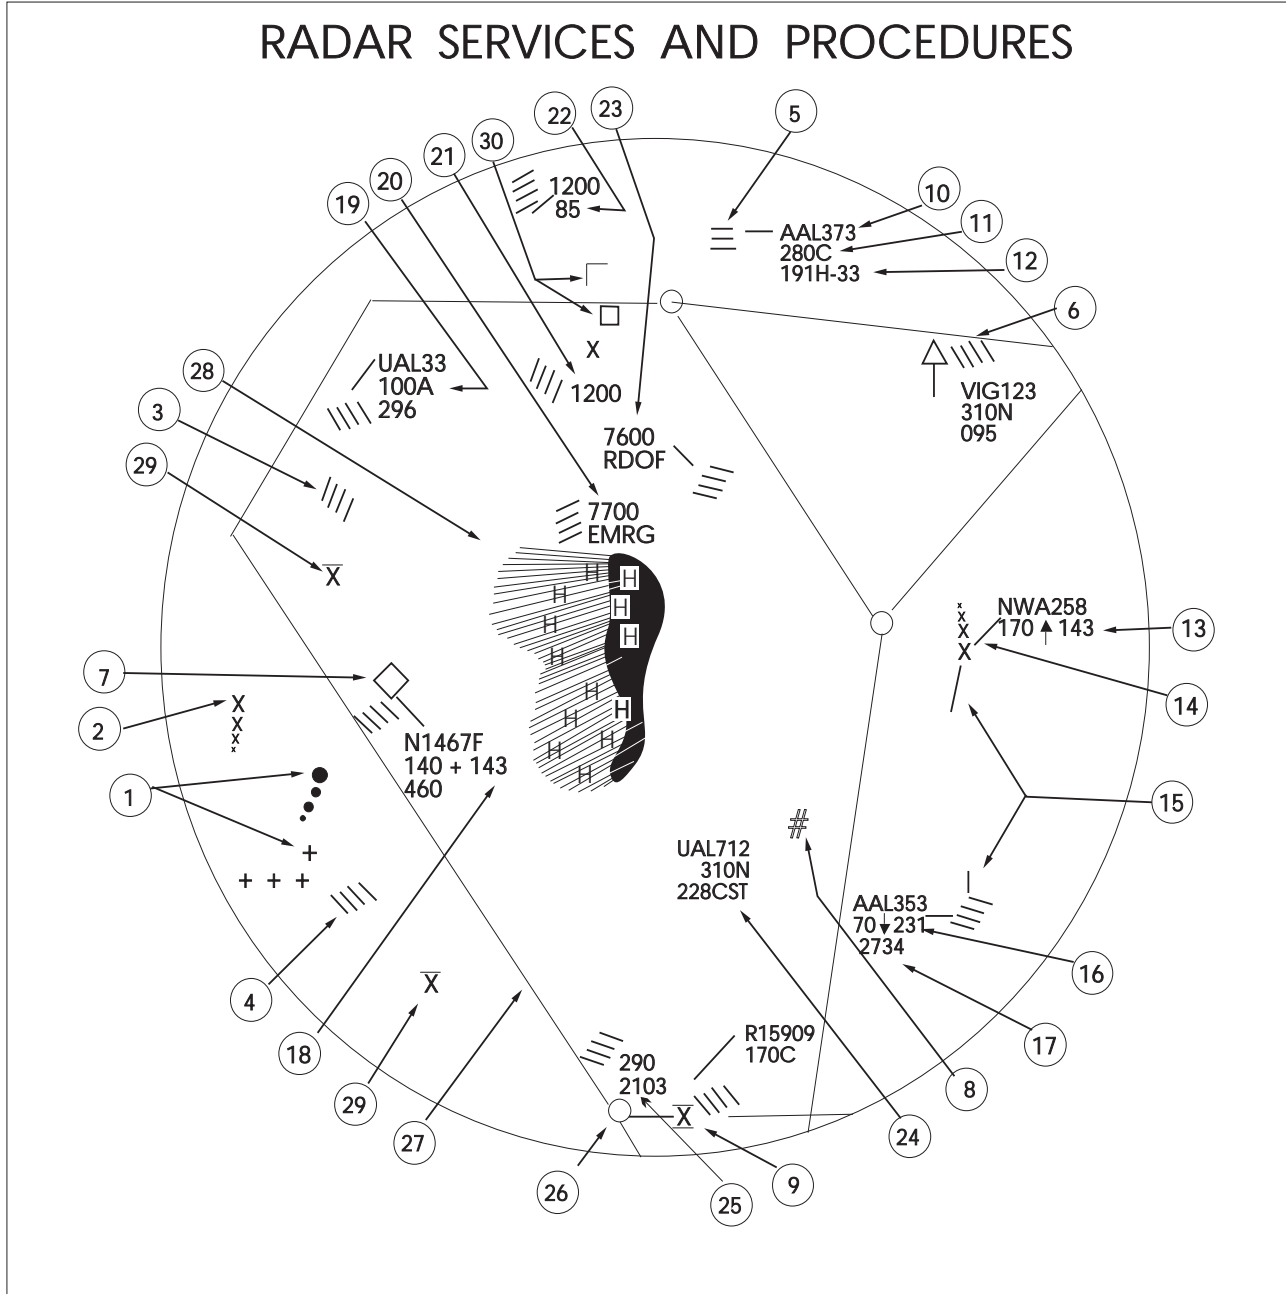 RADAR SERVICES AND PROCEDURES
5
23
22
30
21
20
19
1200
85
10
11
12
AAL373
280C
191H-33
6
X
28
UAL33
100A
296
1200
VIG123
310N
095
3
7600
RDOF
29
7700
EMRG
X
H
H
H
H
H
H
H
H
H
H
H
H
H
H
NWA258
170 143
13
x
x
X
X
7
2
X
X
x
x
14
N1467F
140 + 143
460
1
+
+ + +
15
#
UAL712
310N
228CST
AAL353
70 231
2734
16
4
X
18
29
27
R15909
170C
290
2103
X
17
8
24
26
9
25